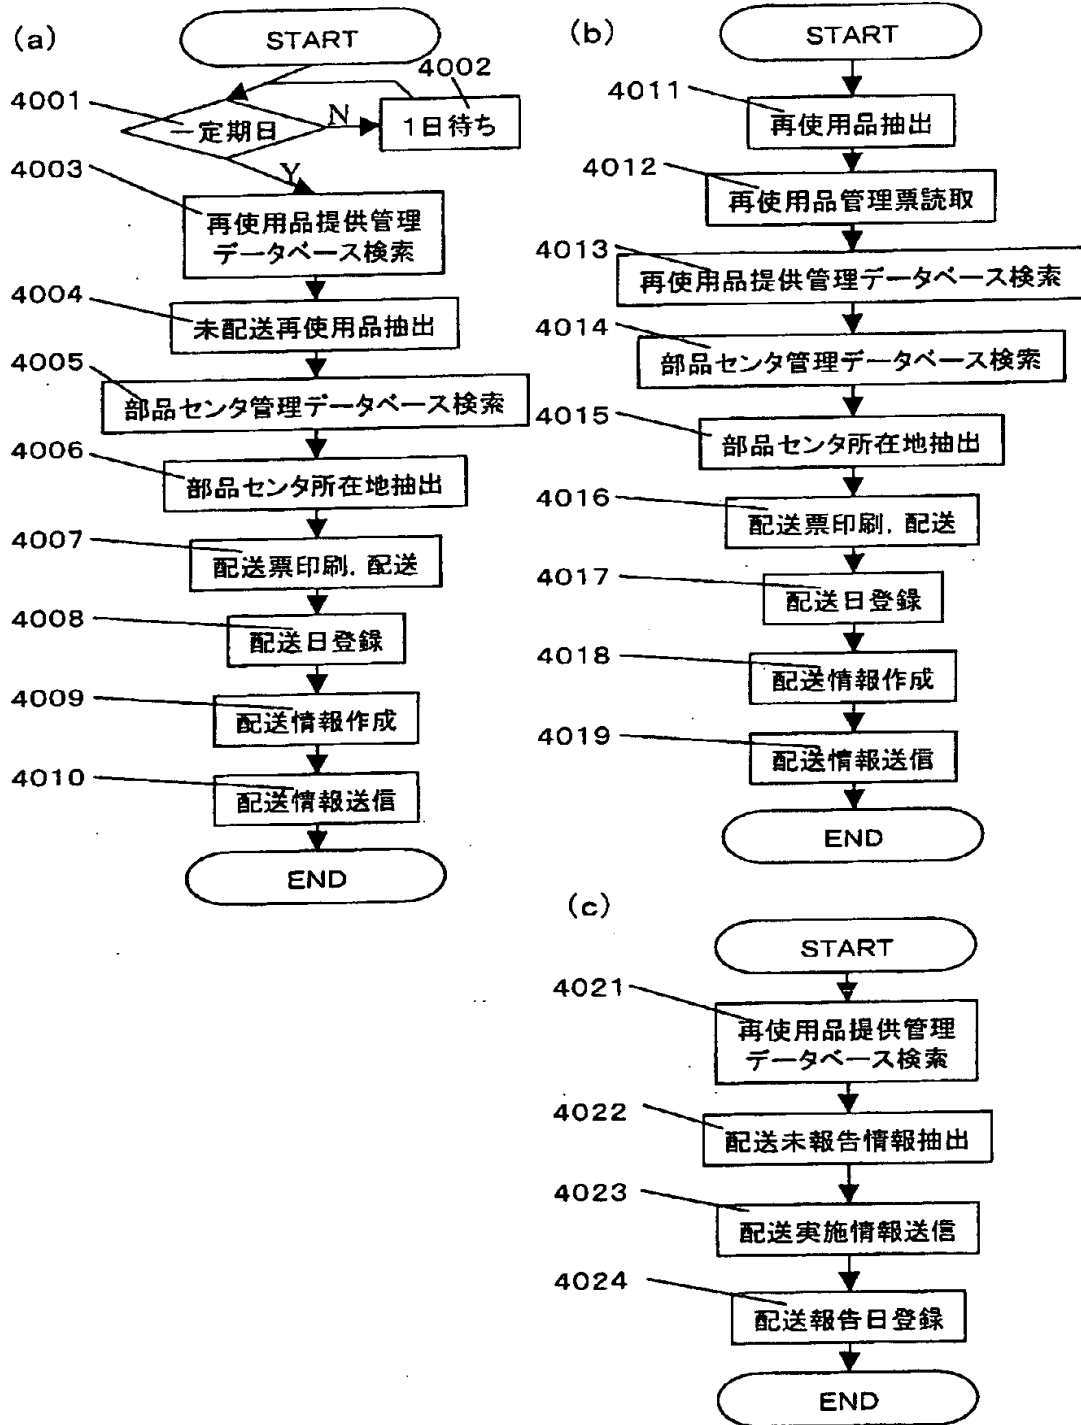 (a)
START
4001
一定期日
N
4002
1日待ち
Y
4003
再使用品提供管理
データベース検索
4004
未配送再使用品抽出
4005
部品センタ管理データベース検索
4006
部品センタ所在地抽出
4007
配送票印刷，配送
4008
配送日登録
4009
配送情報作成
4010
配送情報送信
END
(b)
START
4011
再使用品抽出
4012
再使用品管理票読取
4013
再使用品提供管理データベース検索
4014
部品センタ管理データベース検索
4015
部品センタ所在地抽出
4016
配送票印刷，配送
4017
配送日登録
4018
配送情報作成
4019
配送情報送信
END
(c)
START
4021
再使用品提供管理
データベース検索
4022
配送未報告情報抽出
4023
配送実施情報送信
4024
配送報告日登録
END